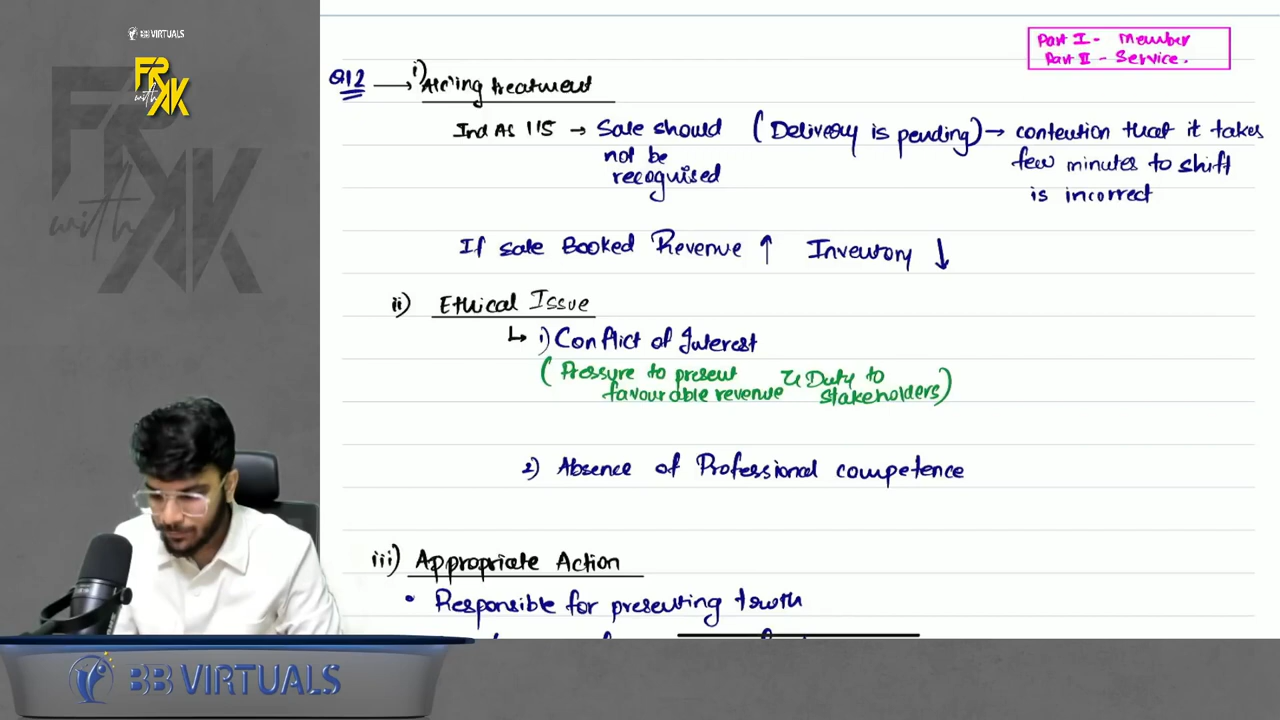 BB VIRTUALS
FR
with
AK
FR
with
AK
Part I - Member
Part II - Service.
Q12 → i) A/c'ing treatment
Ind AS 115 → Sale should not be recognised (Delivery is pending) → contention that it takes few minutes to shift is incorrect
If sale Booked Revenue ↑ Inventory ↓
ii) Ethical Issue
↳ 1) Conflict of Interest
(Pressure to present favourable revenue & Duty to stakeholders)
2) Absence of Professional competence
iii) Appropriate Action
• Responsible for presenting truth
BB VIRTUALS